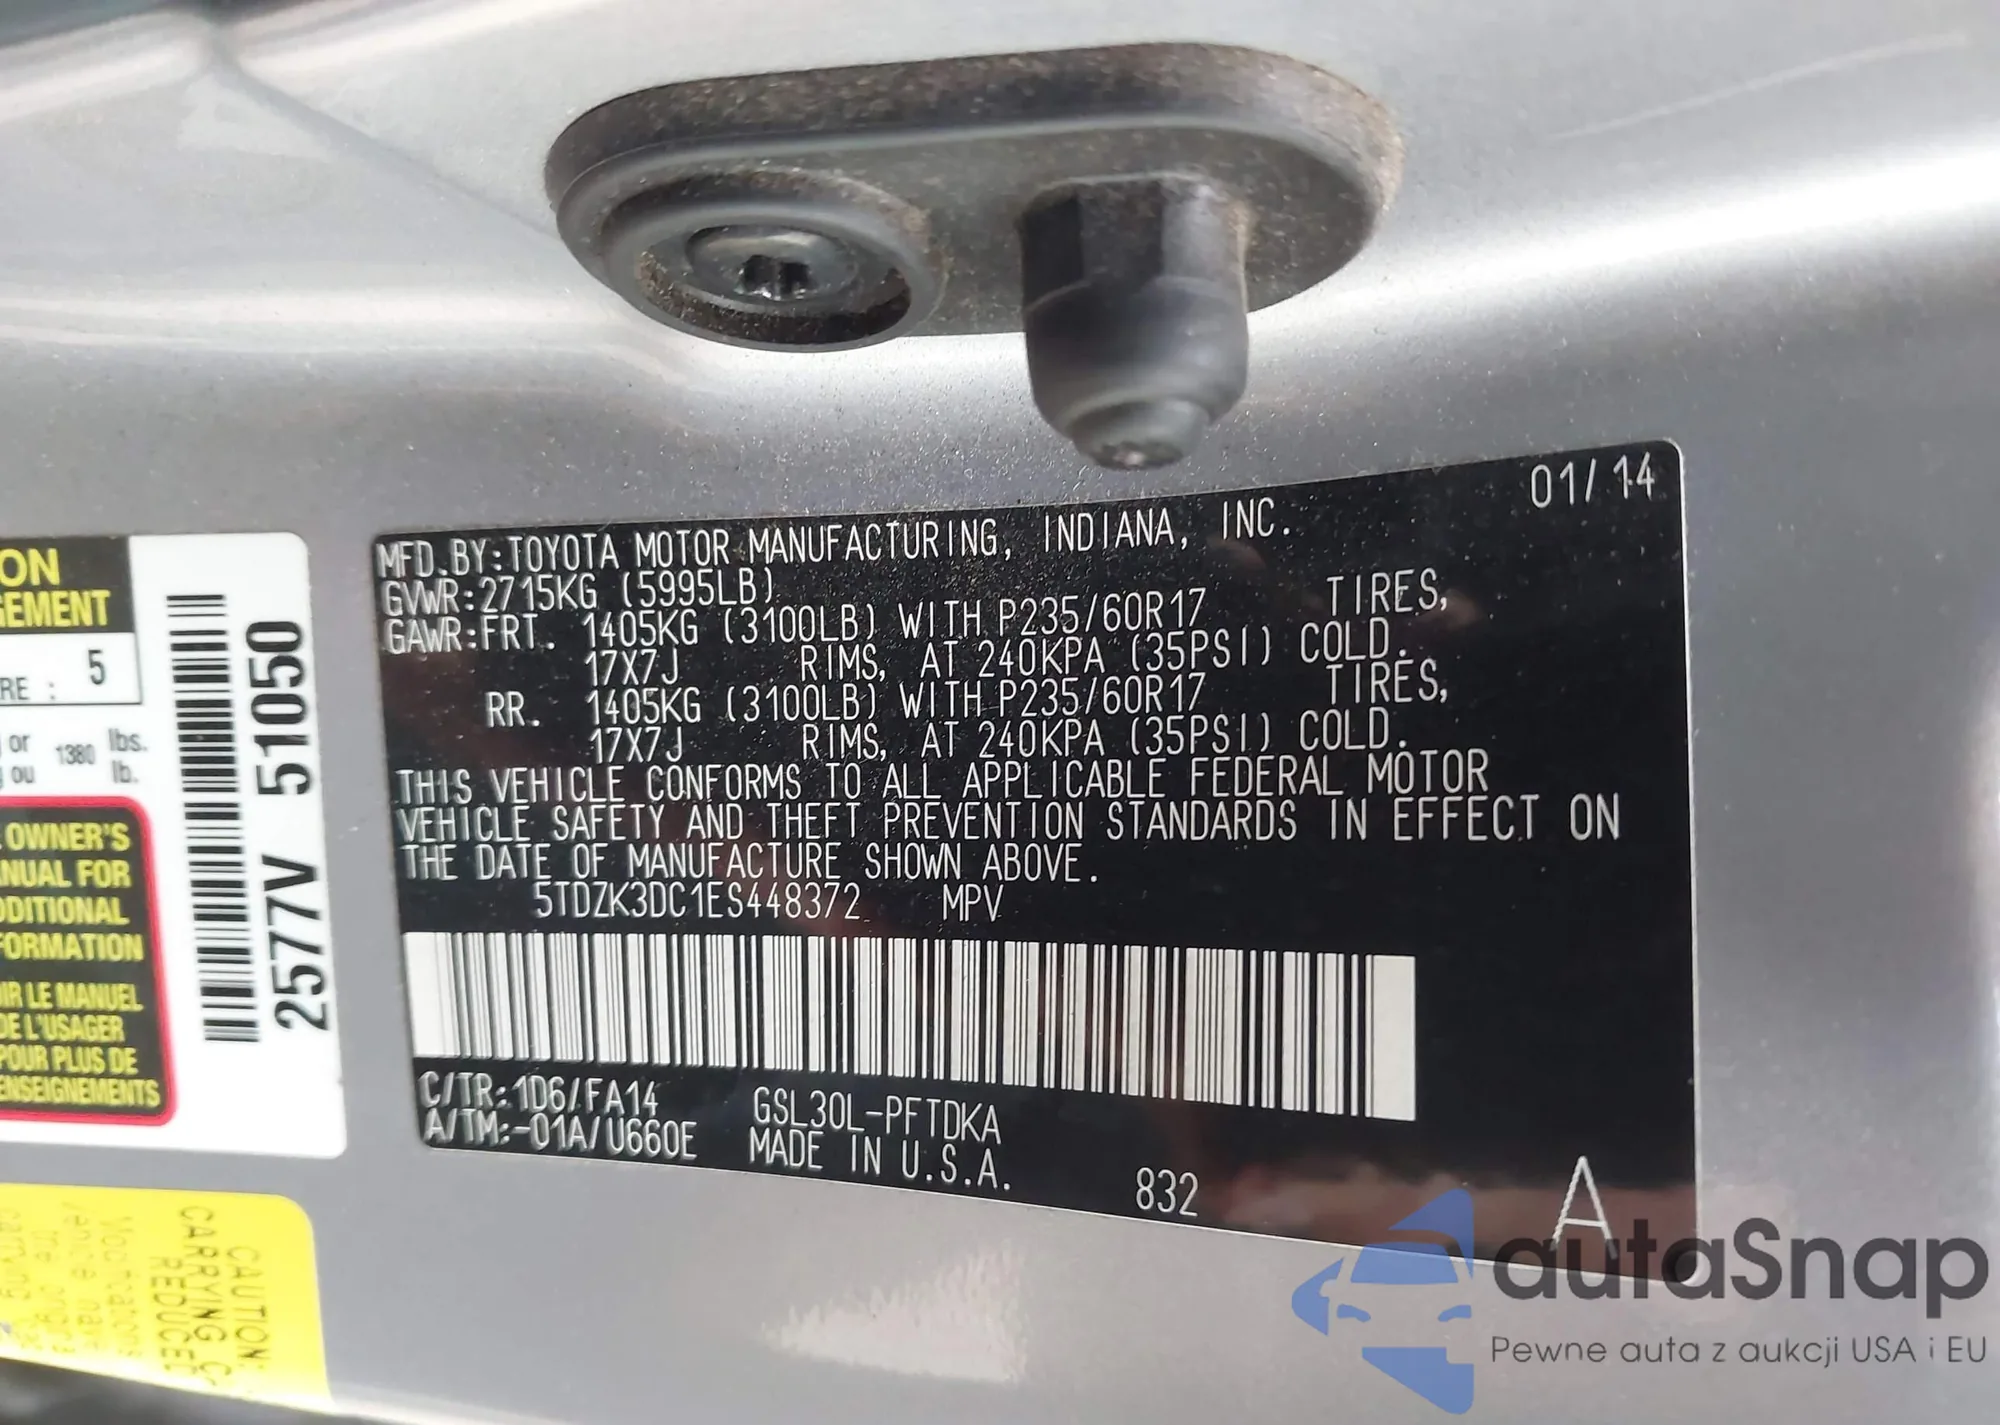 01/14
MFD.BY:TOYOTA MOTOR MANUFACTURING, INDIANA, INC.
GVWR:2715KG (5995LB)
GAWR:FRT. 1405KG (3100LB) WITH P235/60R17 TIRES,
17X7J RIMS, AT 240KPA (35PSI) COLD.
RR. 1405KG (3100LB) WITH P235/60R17 TIRES,
17X7J RIMS, AT 240KPA (35PSI) COLD.
THIS VEHICLE CONFORMS TO ALL APPLICABLE FEDERAL MOTOR
VEHICLE SAFETY AND THEFT PREVENTION STANDARDS IN EFFECT ON
THE DATE OF MANUFACTURE SHOWN ABOVE.
5TDZK3DC1ES448372 MPV
C/TR:1D6/FA14 GSL30L-PFTDKA
A/TM:-01A/U660E MADE IN U.S.A.
832
A
ON
GEMENT
RE : 5
or 1380 lbs.
ou lb.
OWNER'S
NUAL FOR
DDITIONAL
FORMATION
IR LE MANUEL
DE L'USAGER
POUR PLUS DE
ENSEIGNEMENTS
2577V 51050
CAUTION:
CARRYING C
REDUCE
autaSnap
Pewne auta z aukcji USA i EU